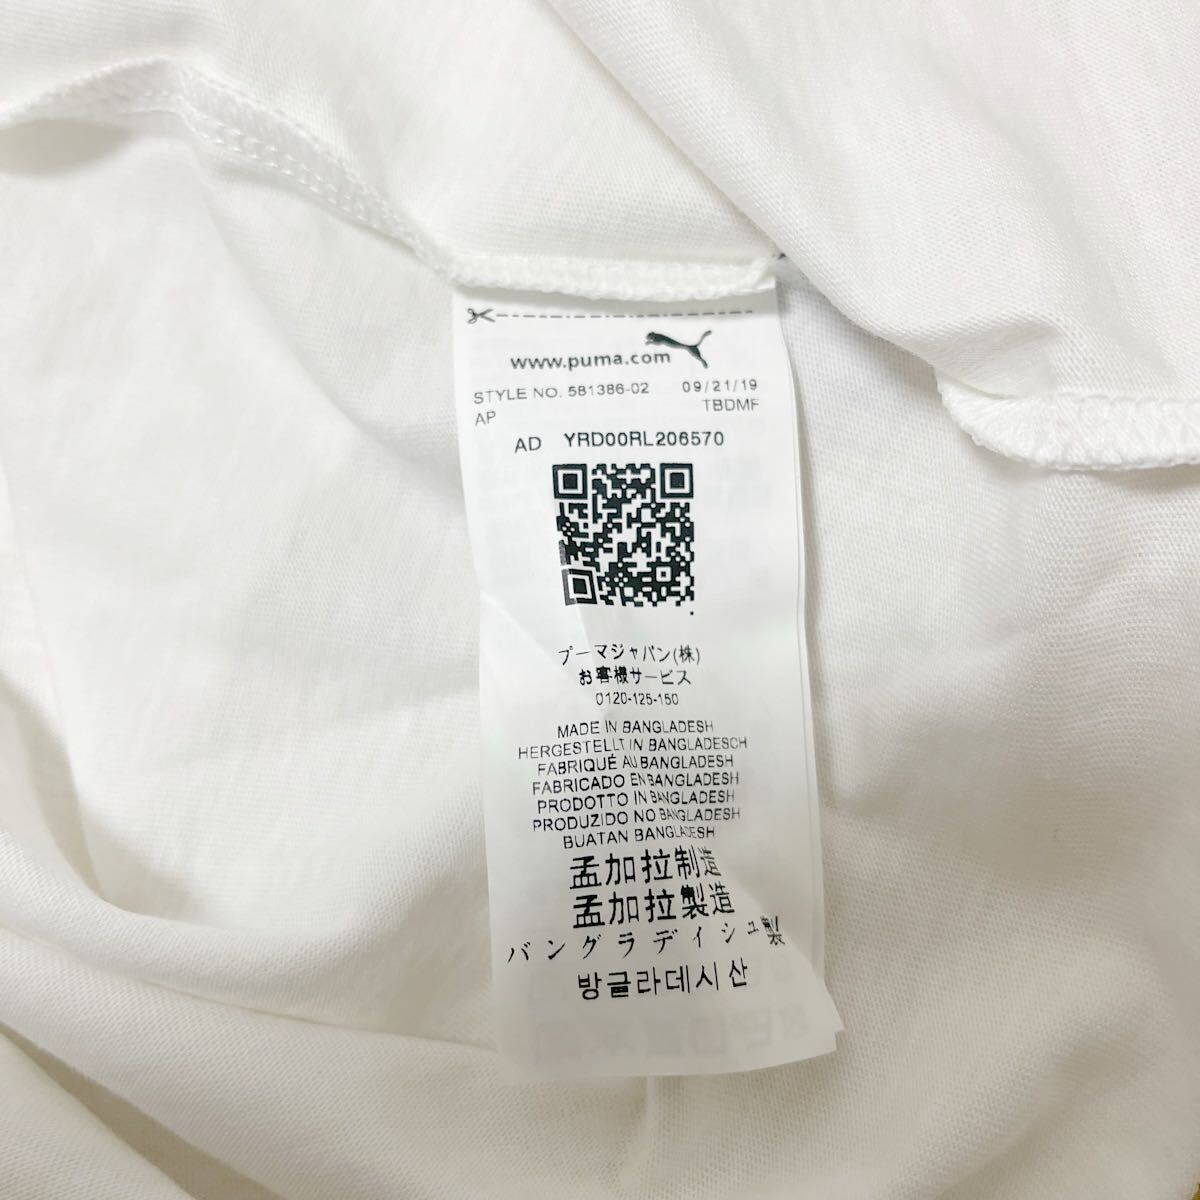 www.puma.com
STYLE NO. 581386-02 09/21/19
AP TBDMF
AD YRD00RL206570
プーマジャパン(株)
お客様サービス
0120-125-150
MADE IN BANGLADESH
HERGESTELLT IN BANGLADESCH
FABRIQUÉ AU BANGLADESH
FABRICADO EN BANGLADESH
PRODOTTO IN BANGLADESH
PRODUZIDO NO BANGLADESH
BUATAN BANGLADESH
孟加拉制造
孟加拉製造
バングラディシュ製
방글라데시 산